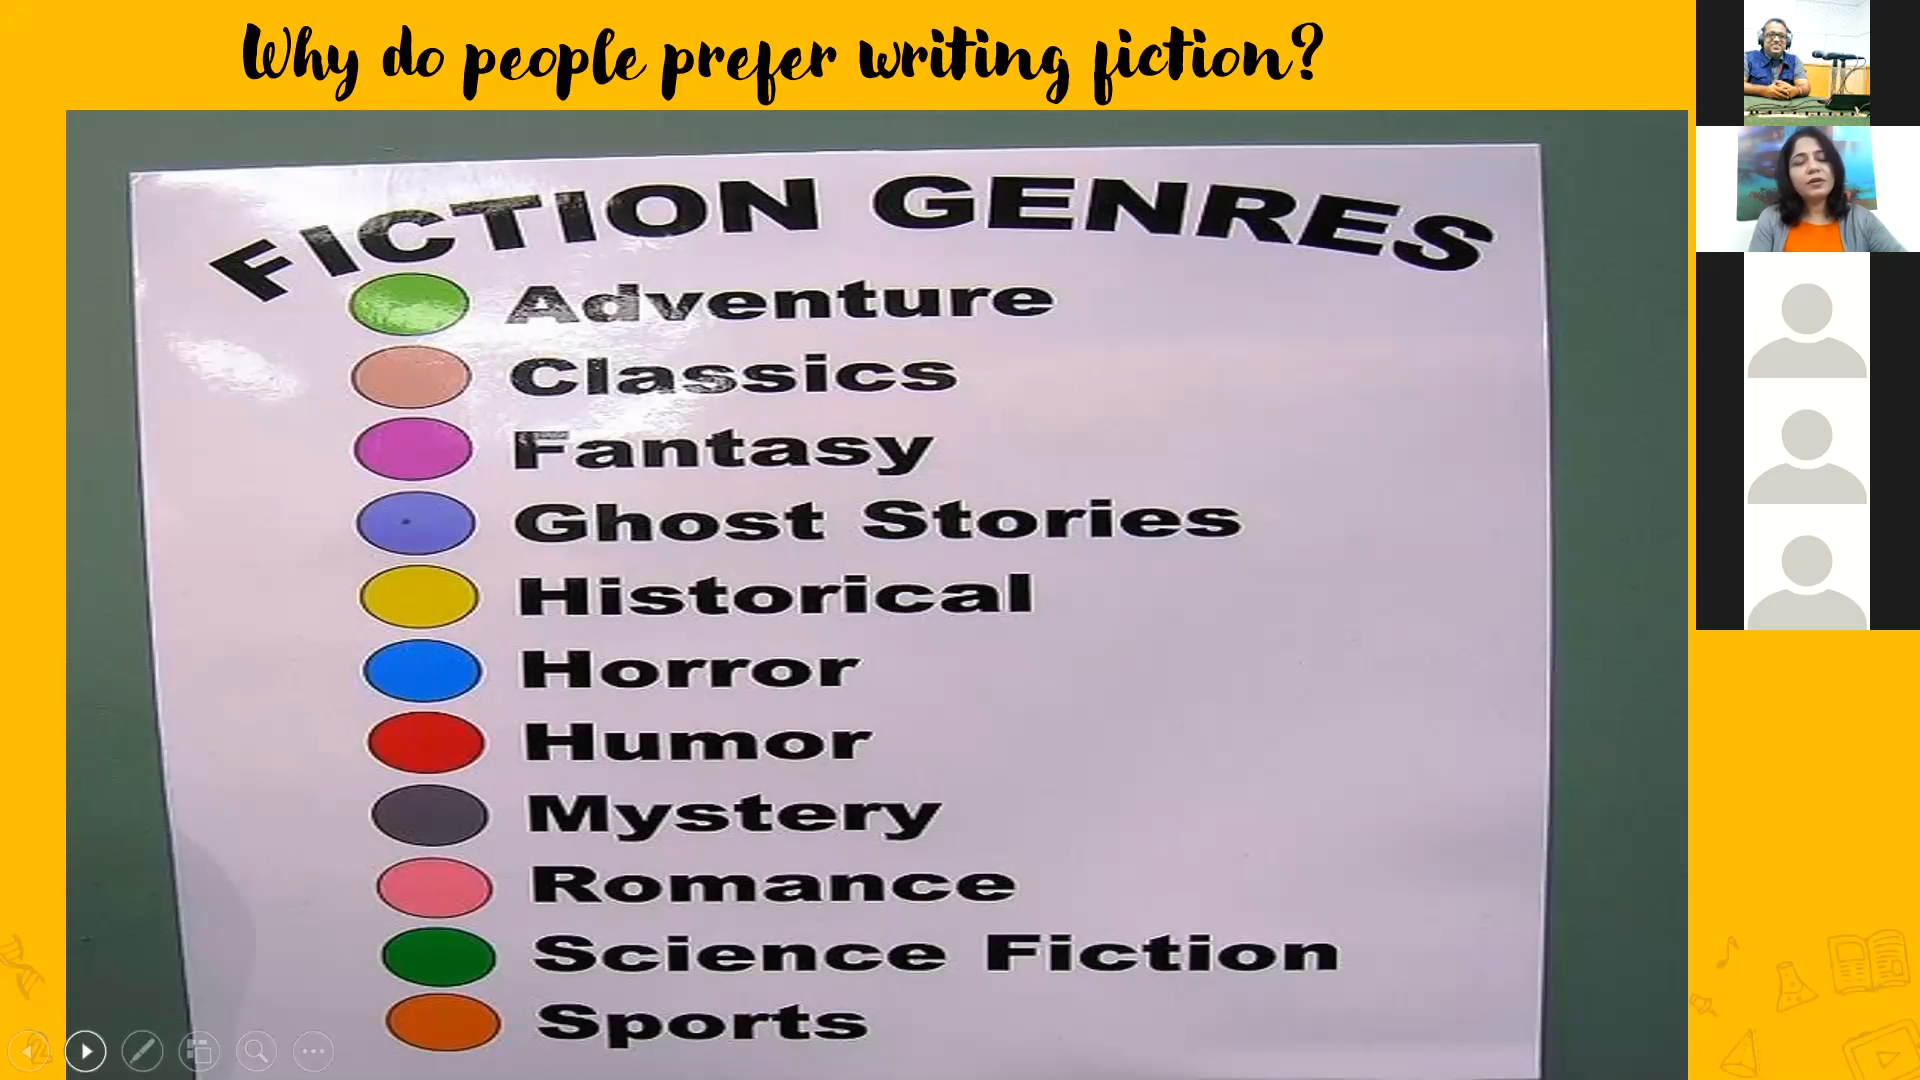 Why do people prefer writing fiction?
FICTION GENRES
Adventure
Classics
Fantasy
Ghost Stories
Historical
Horror
Humor
Mystery
Romance
Science Fiction
Sports